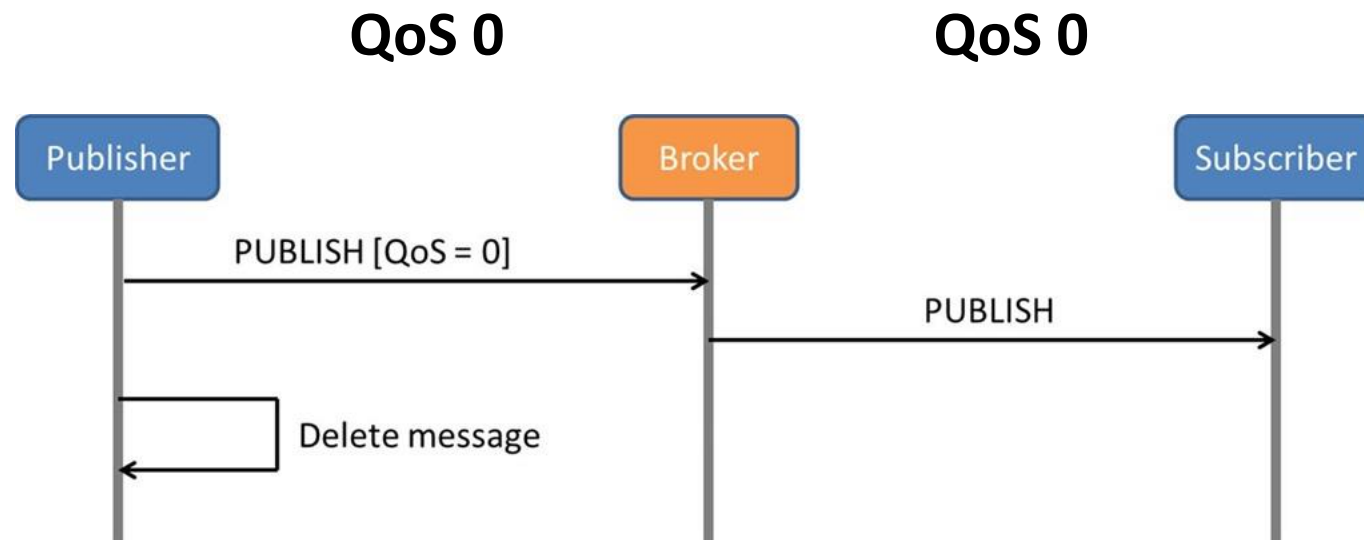 QoS 0
QoS 0
Publisher
Broker
Subscriber
PUBLISH [QoS = 0]
PUBLISH
Delete message